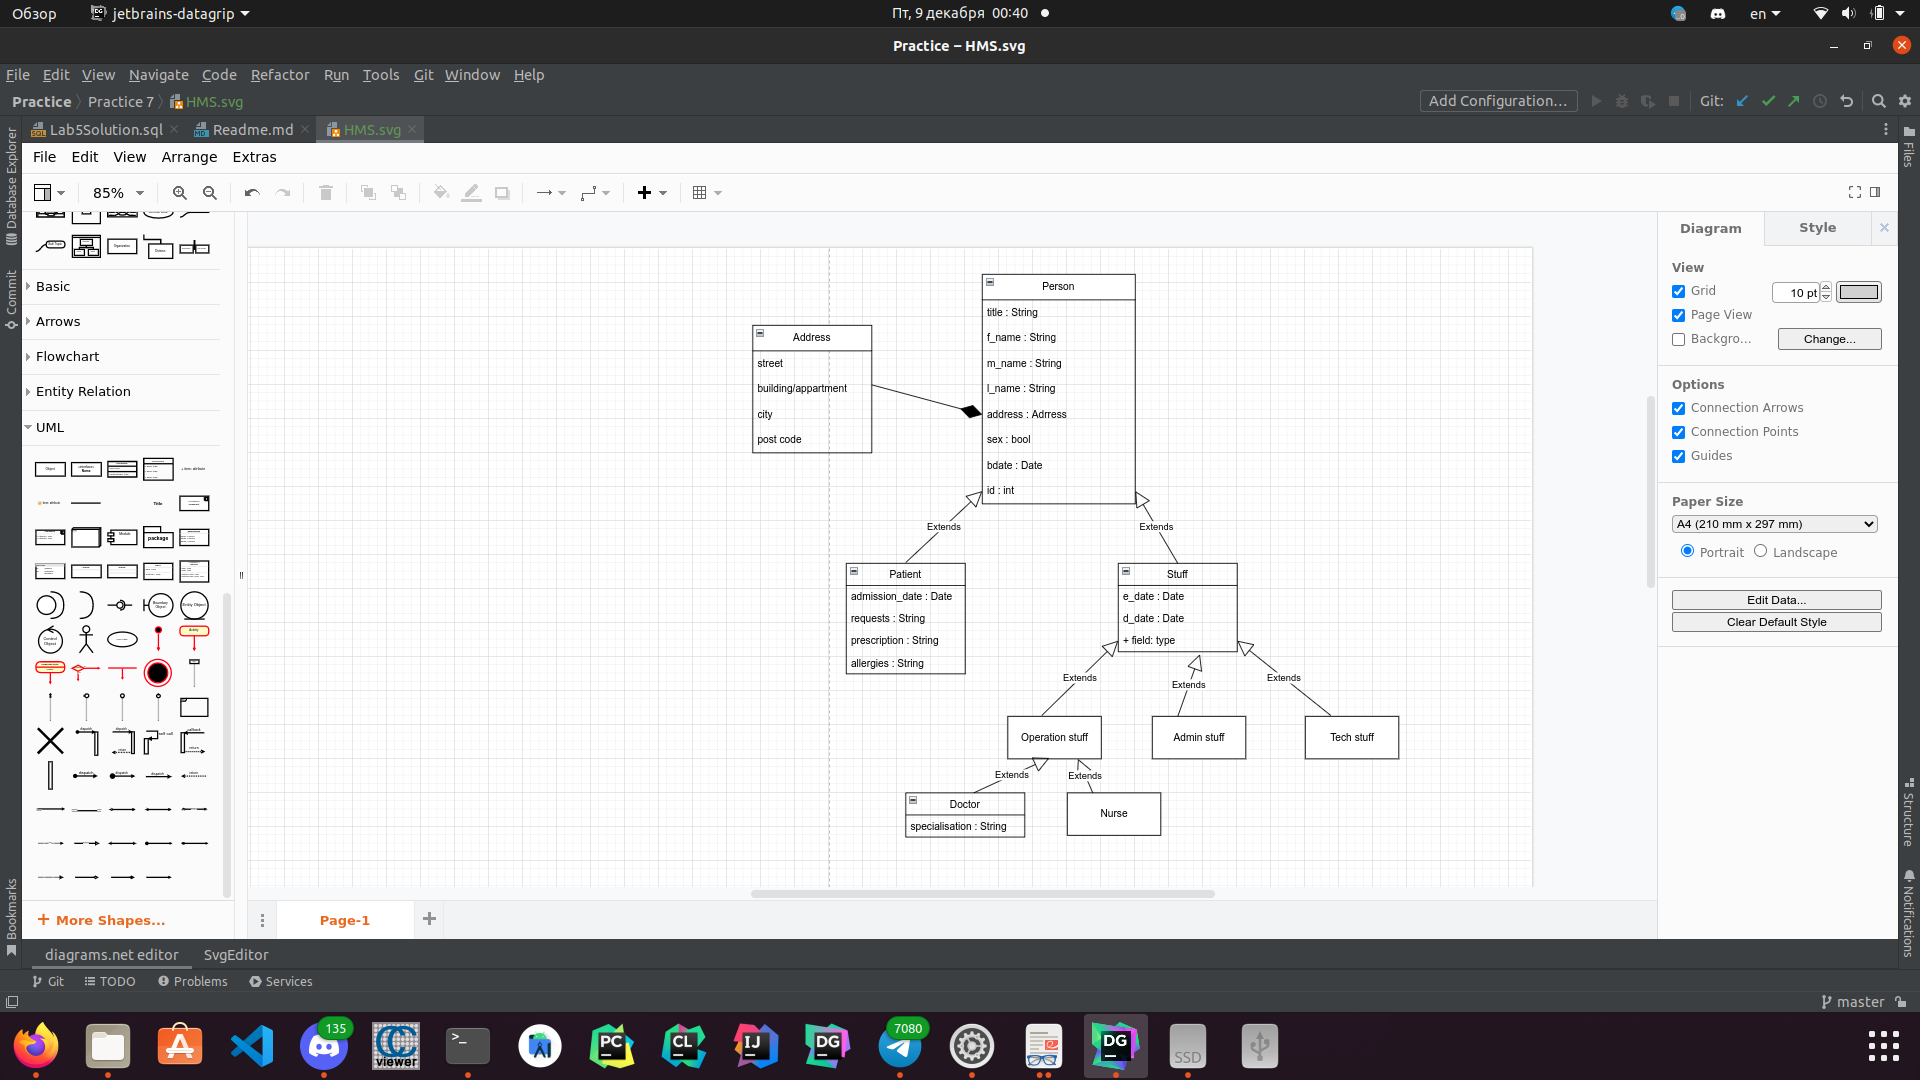 Обзор
jetbrains-datagrip
Пт, 9 декабря 00:40
en
Practice – HMS.svg
File Edit View Navigate Code Refactor Run Tools Git Window Help
Practice
Practice 7
HMS.svg
Add Configuration...
Git:
Lab5Solution.sql
Readme.md
HMS.svg
Database Explorer
Commit
Bookmarks
Files
Structure
Notifications
File Edit View Arrange Extras
85%
Basic
Arrows
Flowchart
Entity Relation
UML
package
More Shapes...
Person
title : String
f_name : String
m_name : String
l_name : String
address : Adrress
sex : bool
bdate : Date
id : int
Address
street
building/appartment
city
post code
Extends
Extends
Patient
admission_date : Date
requests : String
prescription : String
allergies : String
Stuff
e_date : Date
d_date : Date
+ field: type
Extends
Extends
Extends
Operation stuff
Admin stuff
Tech stuff
Extends
Extends
Doctor
specialisation : String
Nurse
Diagram
Style
View
Grid
10 pt
Page View
Backgro...
Change...
Options
Connection Arrows
Connection Points
Guides
Paper Size
A4 (210 mm x 297 mm)
Portrait
Landscape
Edit Data...
Clear Default Style
Page-1
diagrams.net editor
SvgEditor
Git
TODO
Problems
Services
master
135
CC
viewer
>_
PC
CL
IJ
DG
7080
DG
SSD